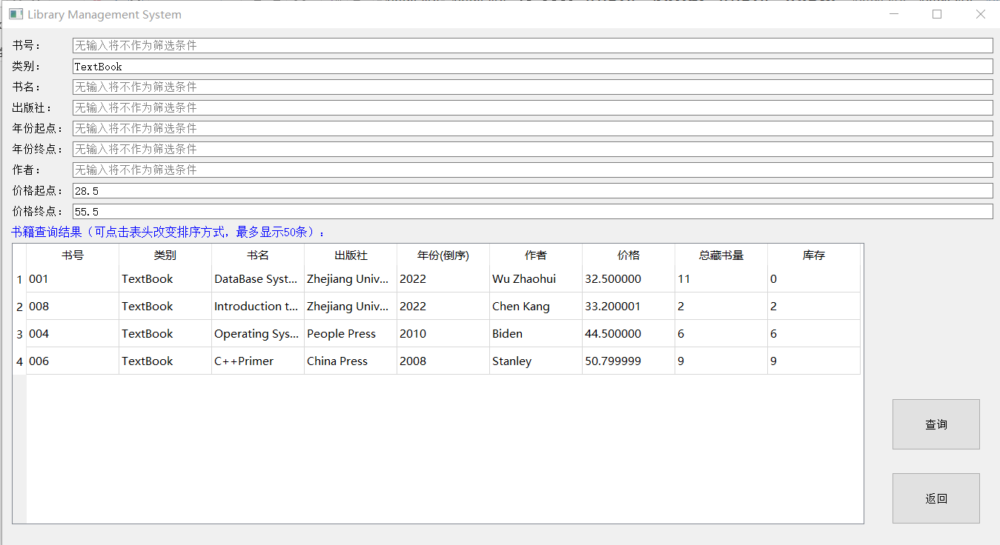 Library Management System
书号： 无输入将不作为筛选条件
类别： TextBook
书名： 无输入将不作为筛选条件
出版社： 无输入将不作为筛选条件
年份起点： 无输入将不作为筛选条件
年份终点： 无输入将不作为筛选条件
作者： 无输入将不作为筛选条件
价格起点： 28.5
价格终点： 55.5
书籍查询结果（可点击表头改变排序方式，最多显示50条）：
书号 类别 书名 出版社 年份(倒序) 作者 价格 总藏书量 库存
1 001 TextBook DataBase Syst... Zhejiang Univ... 2022 Wu Zhaohui 32.500000 11 0
2 008 TextBook Introduction t... Zhejiang Univ... 2022 Chen Kang 33.200001 2 2
3 004 TextBook Operating Sys... People Press 2010 Biden 44.500000 6 6
4 006 TextBook C++Primer China Press 2008 Stanley 50.799999 9 9
查询
返回